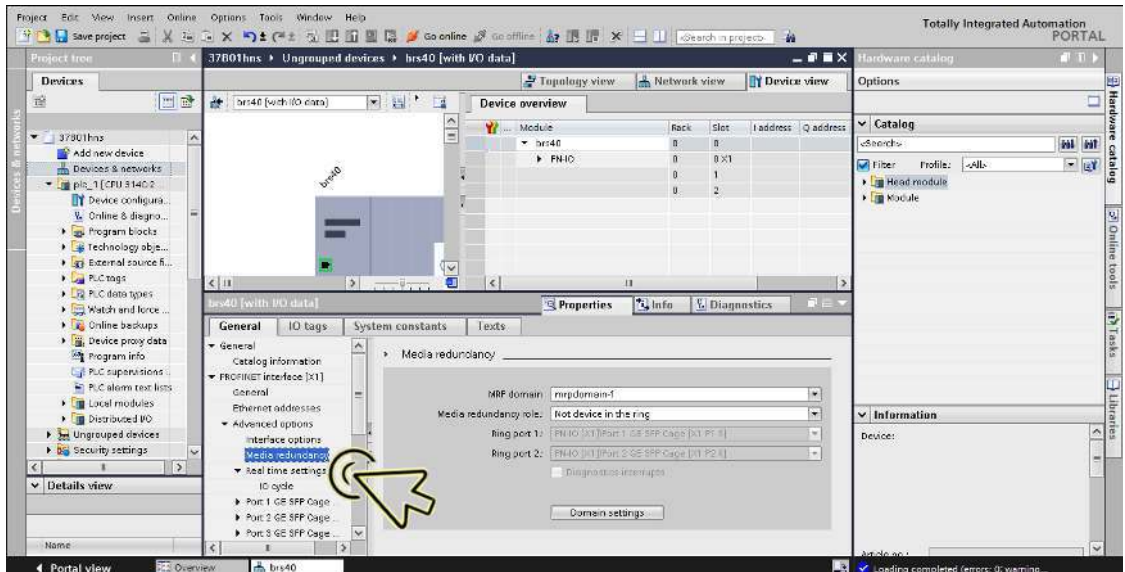 Project Edit View Insert Online Options Tools Window Help
Totally Integrated Automation
PORTAL
Save project
Go online
Go offline
<Search in project>
Project tree
37B01hns ▸ Ungrouped devices ▸ brs40 [with I/O data]
Hardware catalog
Devices
Topology view
Network view
Device view
Options
brs40 [with I/O data]
Device overview
Module Rack Slot I address Q address
brs40 0 0
PN-IO 0 0 X1
0 1
0 2
brs40
37B01hns
Add new device
Devices & networks
Device configura...
Online & diagno...
Program blocks
Technology obje...
External source fi...
PLC tags
PLC data types
Watch and force ...
Online backups
Device proxy data
Program info
PLC supervisions
PLC alarm text lists
Local modules
Distributed I/O
Ungrouped devices
Security settings
Details view
Name
Catalog
<Search>
Filter Profile: <All>
Head module
Module
Information
Device:
Hardware catalog
Online tools
Tasks
Libraries
Devices & networks
brs40 [with I/O data]
Properties
Info
Diagnostics
General
IO tags
System constants
Texts
General
Catalog information
PROFINET interface [X1]
General
Ethernet addresses
Advanced options
Interface options
Media redundancy
Real time settings
IO cycle
Port 1 GE SFP Cage ...
Port 2 GE SFP Cage ...
Port 3 GE SFP Cage ...
Media redundancy
MRP domain mrpdomain-1
Media redundancy role: Not device in the ring
Ring port 1:
Ring port 2:
Diagnostics interrupts
Domain settings
Portal view
Overview
brs40
Loading completed (errors: 0; warning...